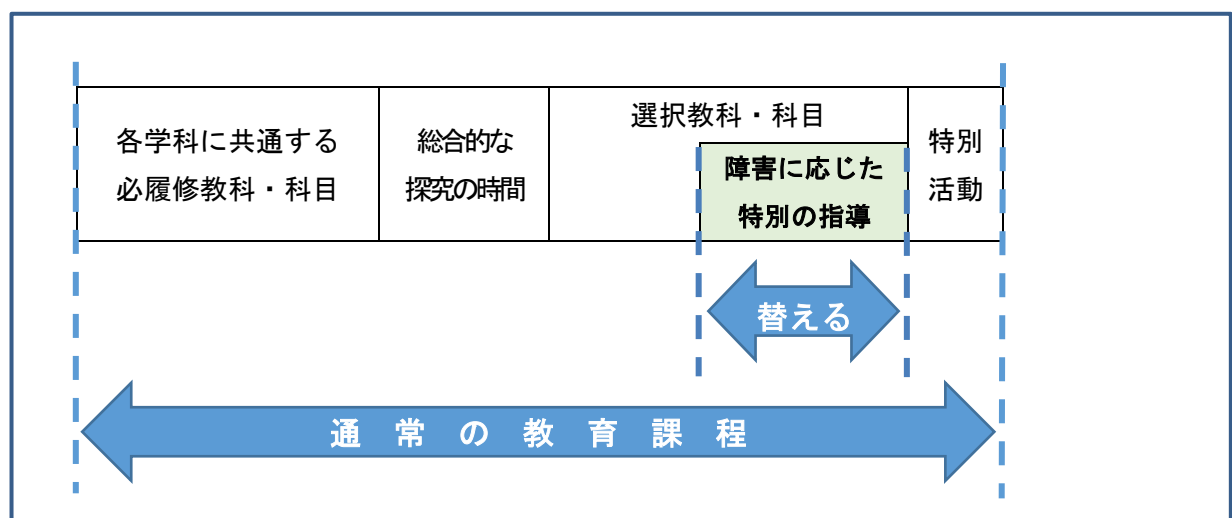 各学科に共通する
必履修教科・科目
総合的な
探究の時間
選択教科・科目
障害に応じた
特別の指導
特別
活動
替える
通常の教育課程